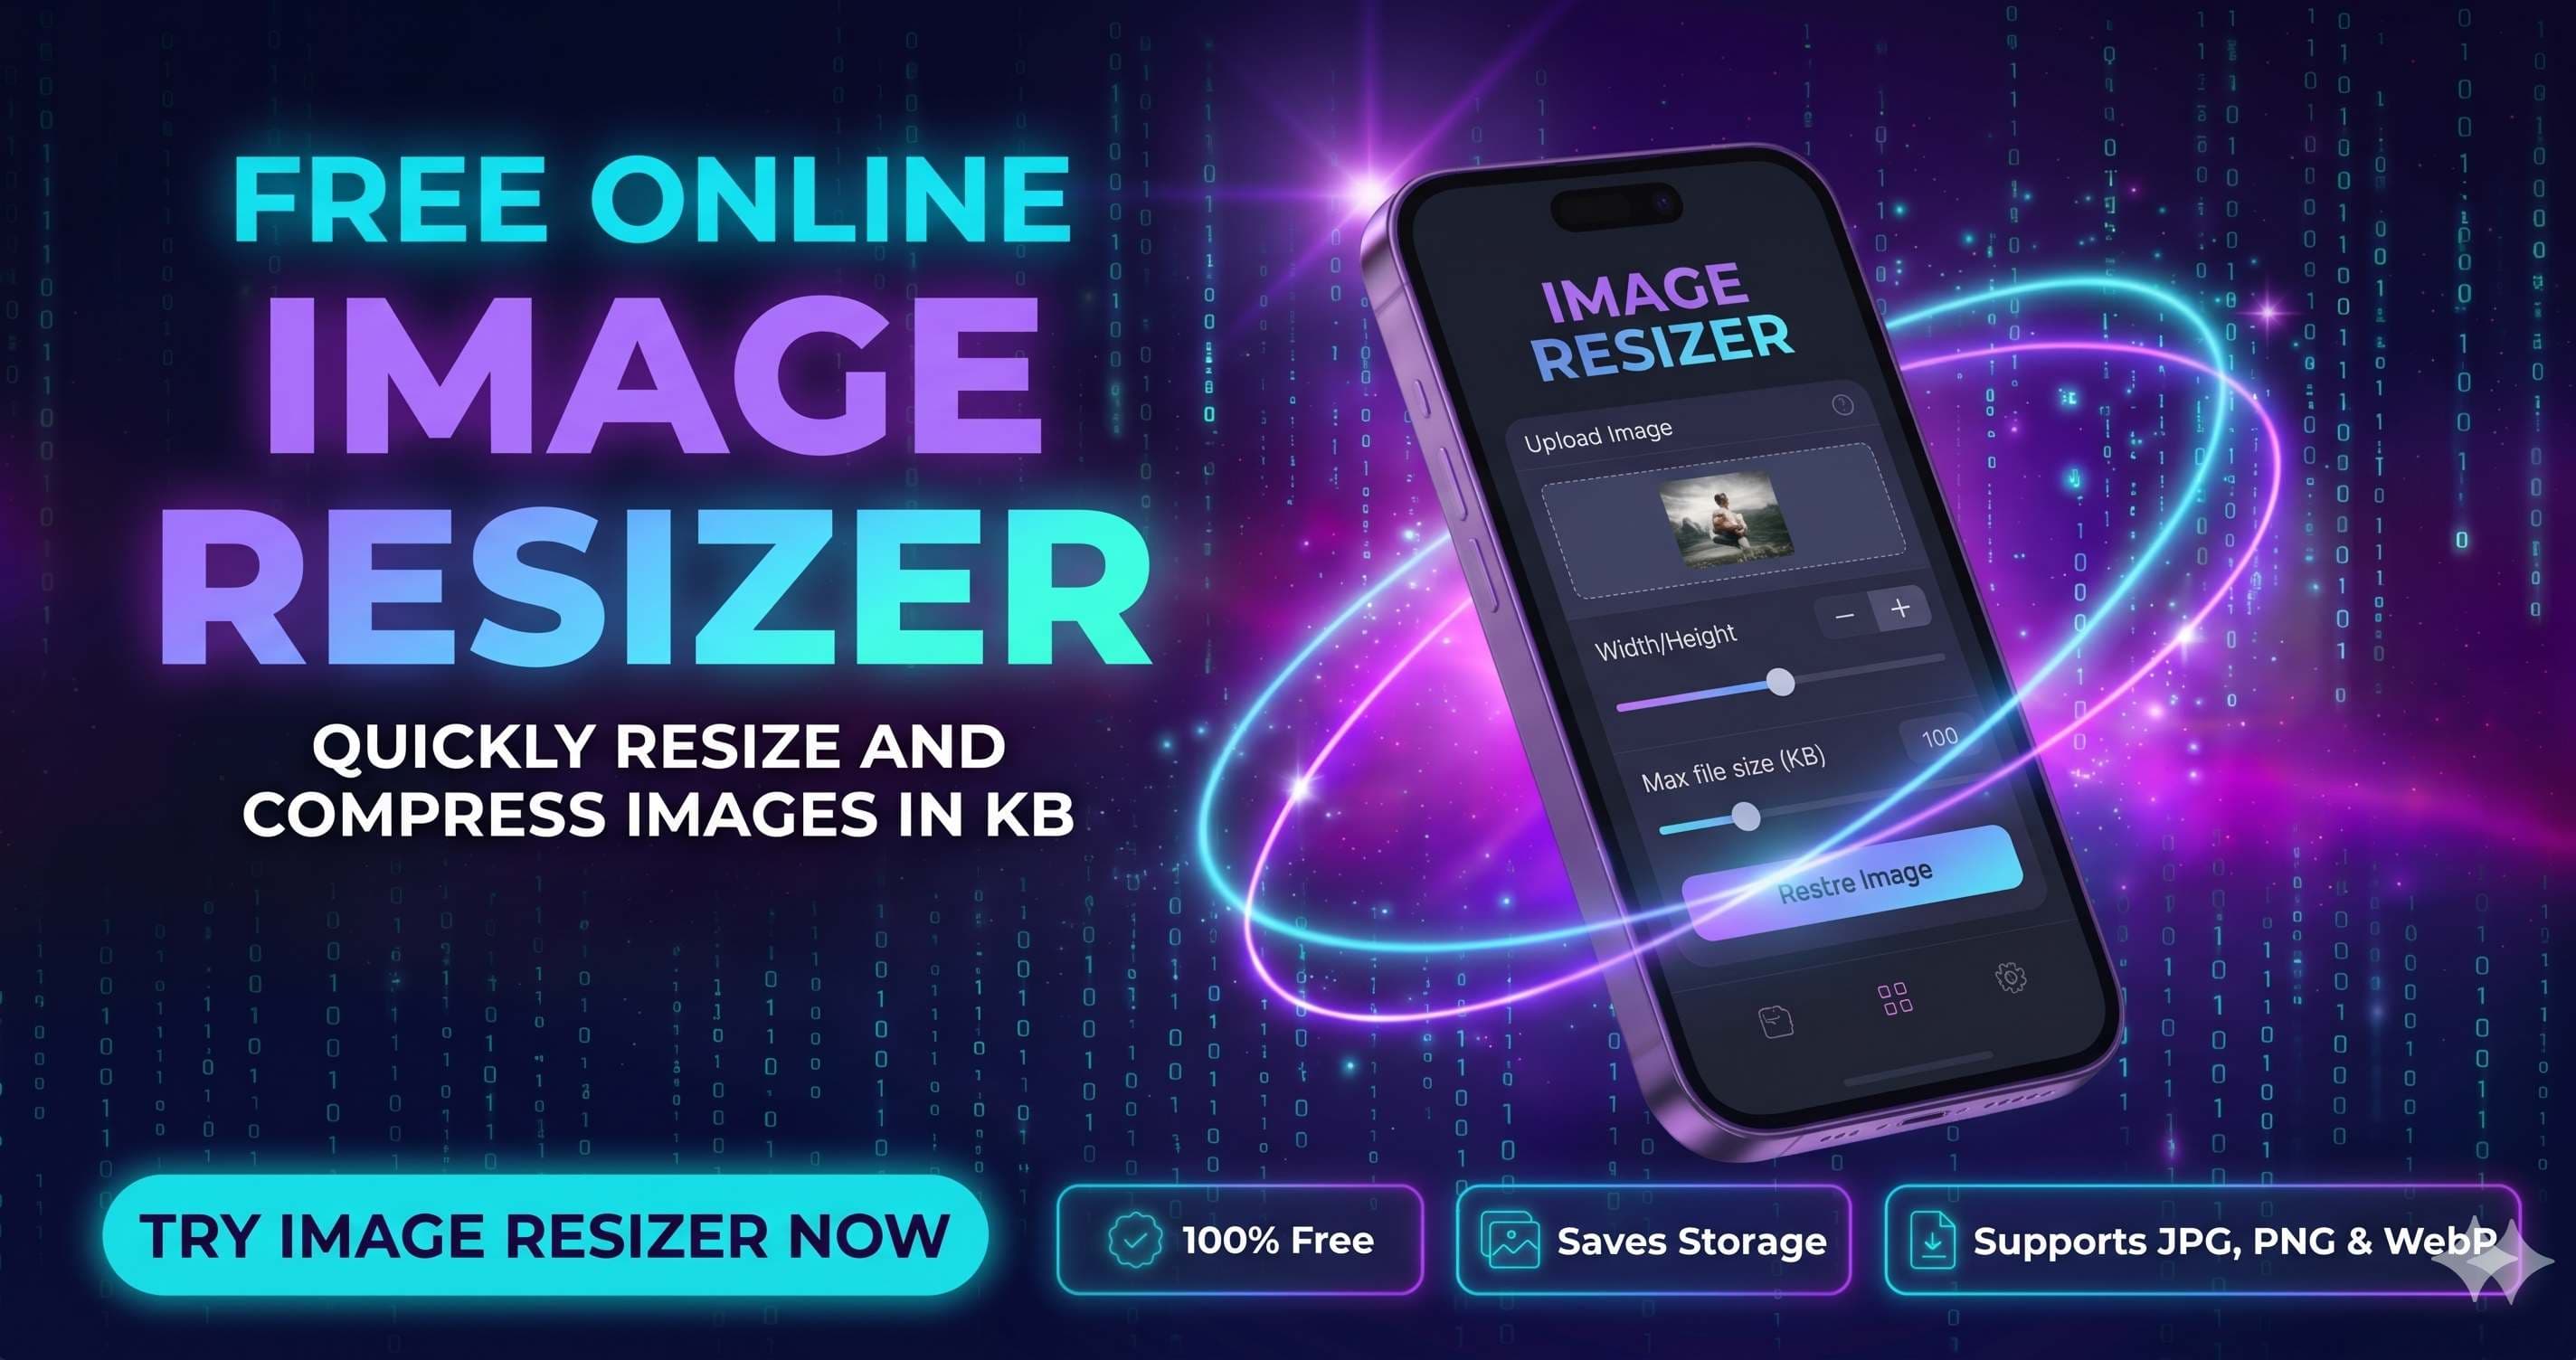 FREE ONLINE
IMAGE
RESIZER
QUICKLY RESIZE AND
COMPRESS IMAGES IN KB
IMAGE
RESIZER
Upload Image
Width/Height
Max file size (KB)
100
Restre Image
TRY IMAGE RESIZER NOW
100% Free
Saves Storage
Supports JPG, PNG & WebP